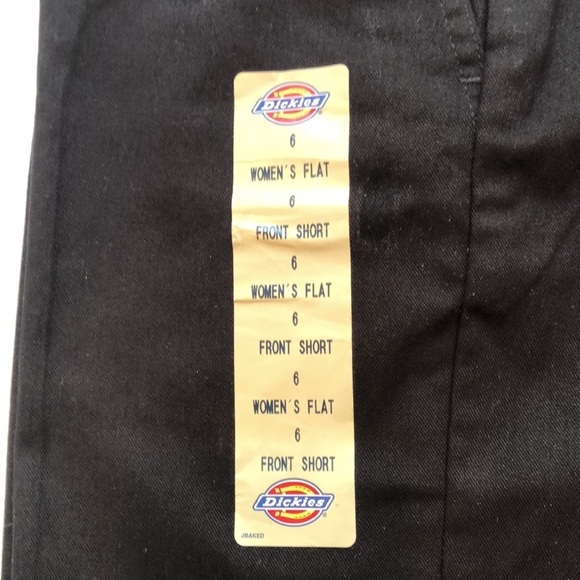 Dickies
6
WOMEN'S FLAT
6
FRONT SHORT
6
WOMEN'S FLAT
6
FRONT SHORT
6
WOMEN'S FLAT
6
FRONT SHORT
Dickies
JBAKED